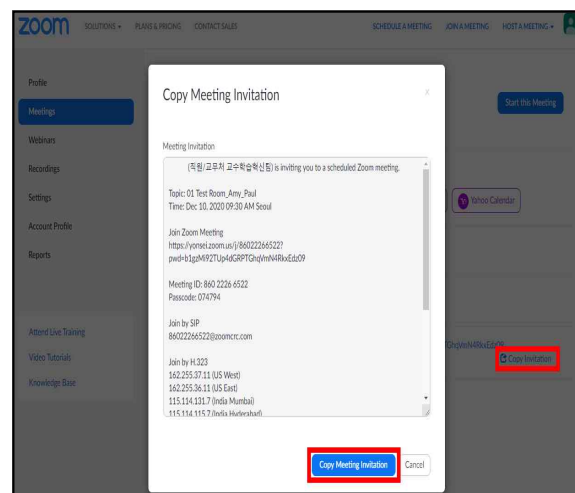 zoom SOLUTIONS PLANS & PRICING CONTACT SALES SCHEDULE A MEETING JOIN A MEETING HOST A MEETING
Profile
Meetings
Webinars
Recordings
Settings
Account Profile
Reports
Attend Live Training
Video Tutorials
Knowledge Base
Start this Meeting
Yahoo Calendar
Copy Invitation
Copy Meeting Invitation
x
Meeting Invitation
(직원/교무처 교수학습혁신팀) is inviting you to a scheduled Zoom meeting.
Topic: 01 Test Room_Amy_Paul
Time: Dec 10, 2020 09:30 AM Seoul
Join Zoom Meeting
https://yonsei.zoom.us/j/86022266522?
pwd=b1gzMi92TUp4dGRPTGhqVmN4RkxEdz09
Meeting ID: 860 2226 6522
Passcode: 074794
Join by SIP
86022266522@zoomcrc.com
Join by H.323
162.255.37.11 (US West)
162.255.36.11 (US East)
115.114.131.7 (India Mumbai)
115.114.115.7 (India Hyderabad)
Copy Meeting Invitation
Cancel